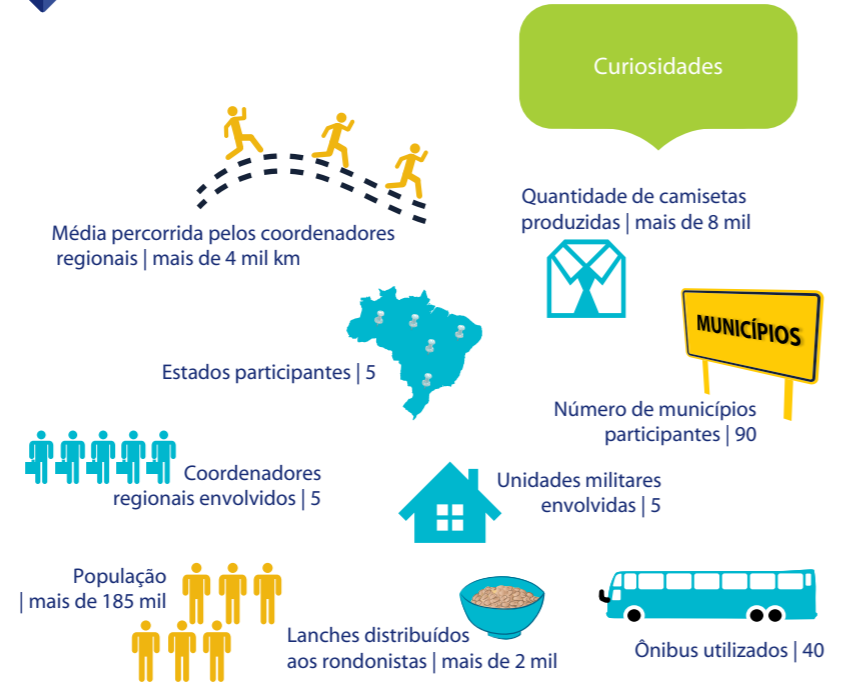 Curiosidades
Média percorrida pelos coordenadores
regionais | mais de 4 mil km
Quantidade de camisetas
produzidas | mais de 8 mil
MUNICÍPIOS
Estados participantes | 5
Número de municípios
participantes | 90
Coordenadores
regionais envolvidos | 5
Unidades militares
envolvidas | 5
População
| mais de 185 mil
Lanches distribuídos
aos rondonistas | mais de 2 mil
Ônibus utilizados | 40